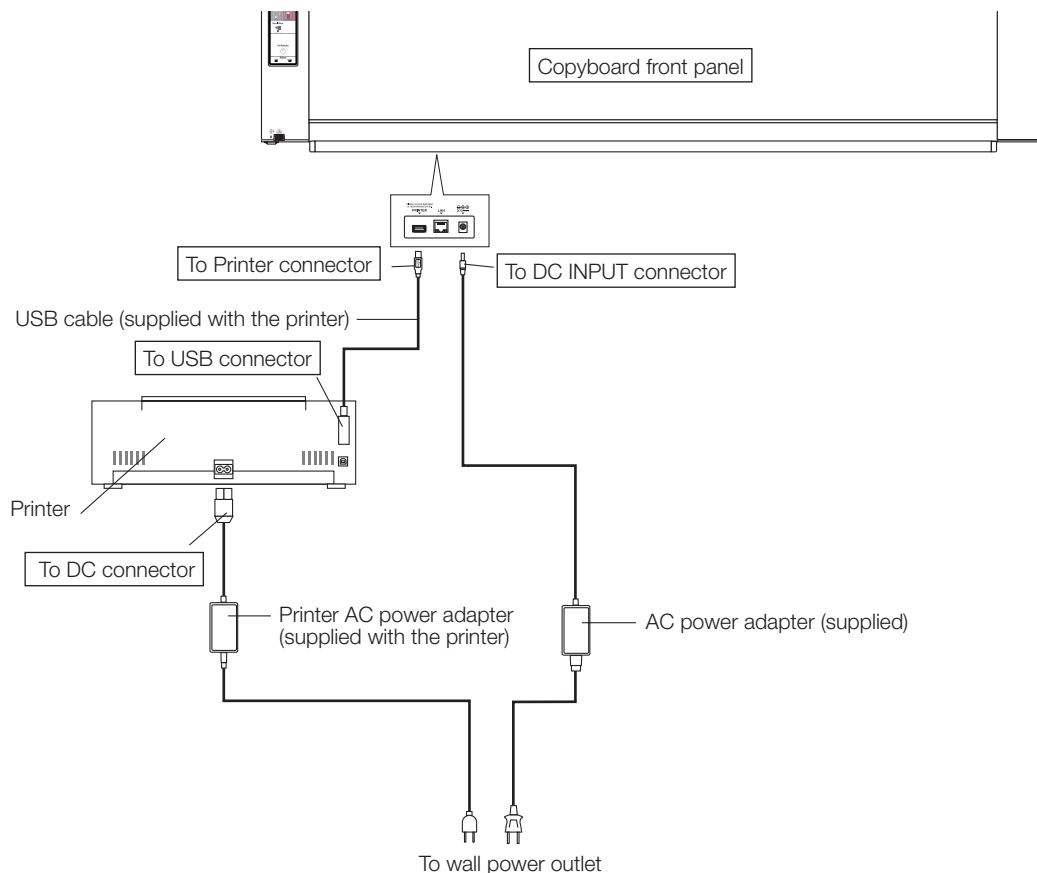 Copyboard front panel
PRINTER
LAN
To Printer connector
To DC INPUT connector
USB cable (supplied with the printer)
To USB connector
Printer
To DC connector
Printer AC power adapter
(supplied with the printer)
AC power adapter (supplied)
To wall power outlet